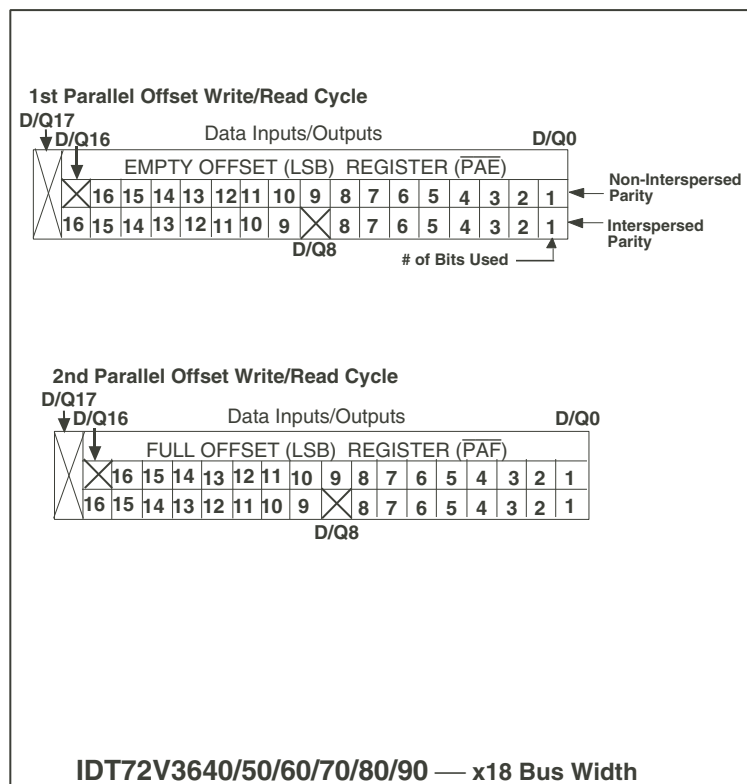 1st Parallel Offset Write/Read Cycle
D/Q17
D/Q16
Data Inputs/Outputs
D/Q0
EMPTY OFFSET (LSB) REGISTER (PAE)
16 15 14 13 12 11 10 9 8 7 6 5 4 3 2 1
Non-Interspersed
Parity
16 15 14 13 12 11 10 9 8 7 6 5 4 3 2 1
Interspersed
Parity
D/Q8
# of Bits Used
2nd Parallel Offset Write/Read Cycle
D/Q17
D/Q16
Data Inputs/Outputs
D/Q0
FULL OFFSET (LSB) REGISTER (PAF)
16 15 14 13 12 11 10 9 8 7 6 5 4 3 2 1
16 15 14 13 12 11 10 9 8 7 6 5 4 3 2 1
D/Q8
IDT72V3640/50/60/70/80/90 — x18 Bus Width